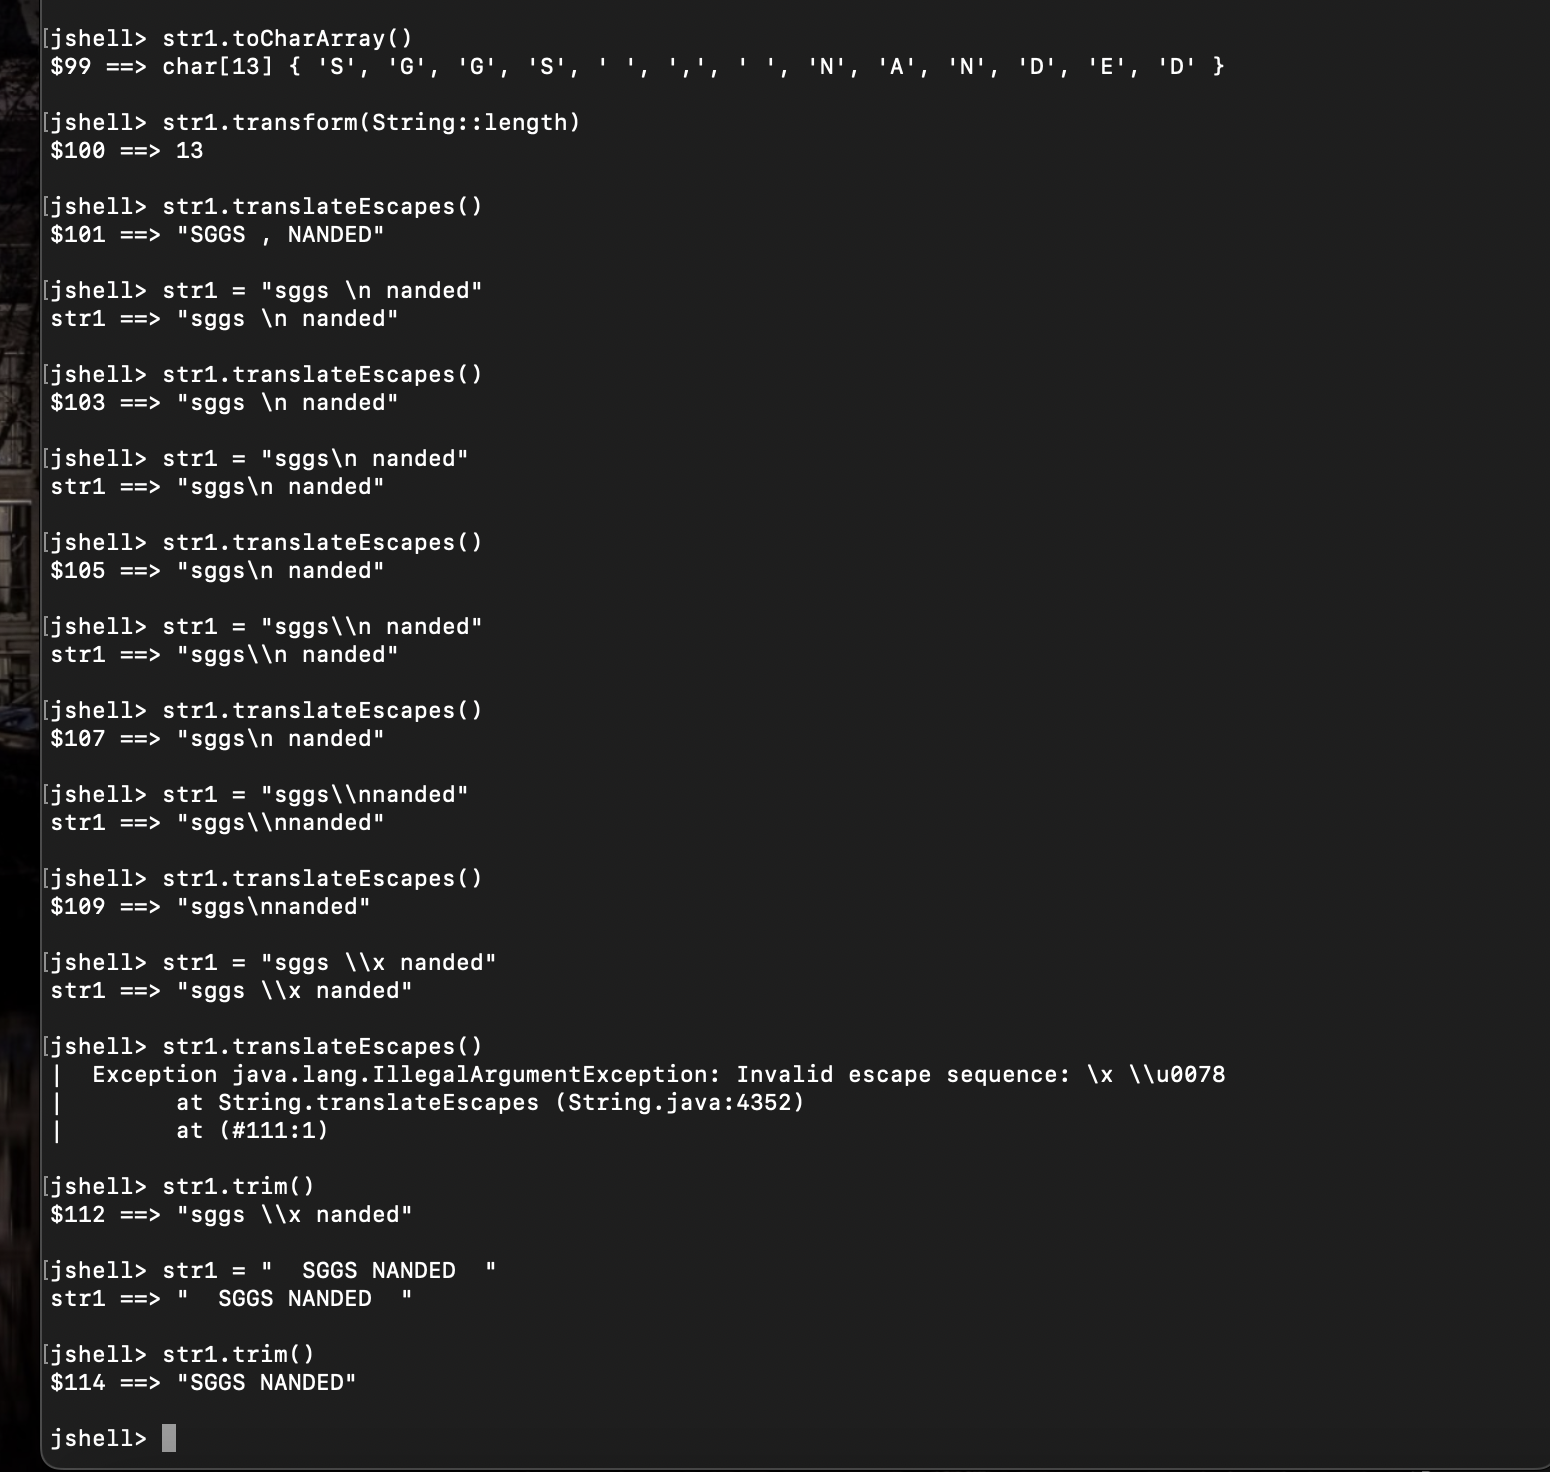 [jshell> str1.toCharArray()
$99 ==> char[13] { 'S', 'G', 'G', 'S', ' ', ',', ' ', 'N', 'A', 'N', 'D', 'E', 'D' }
[jshell> str1.transform(String::length)
$100 ==> 13
[jshell> str1.translateEscapes()
$101 ==> "SGGS , NANDED"
[jshell> str1 = "sggs \n nanded"
str1 ==> "sggs \n nanded"
[jshell> str1.translateEscapes()
$103 ==> "sggs \n nanded"
[jshell> str1 = "sggs\n nanded"
str1 ==> "sggs\n nanded"
[jshell> str1.translateEscapes()
$105 ==> "sggs\n nanded"
[jshell> str1 = "sggs\\n nanded"
str1 ==> "sggs\\n nanded"
[jshell> str1.translateEscapes()
$107 ==> "sggs\n nanded"
[jshell> str1 = "sggs\\nnanded"
str1 ==> "sggs\\nnanded"
[jshell> str1.translateEscapes()
$109 ==> "sggs\nnanded"
[jshell> str1 = "sggs \\x nanded"
str1 ==> "sggs \\x nanded"
[jshell> str1.translateEscapes()
|  Exception java.lang.IllegalArgumentException: Invalid escape sequence: \x \\u0078
|        at String.translateEscapes (String.java:4352)
|        at (#111:1)
[jshell> str1.trim()
$112 ==> "sggs \\x nanded"
[jshell> str1 = "  SGGS NANDED  "
str1 ==> "  SGGS NANDED  "
[jshell> str1.trim()
$114 ==> "SGGS NANDED"
jshell>